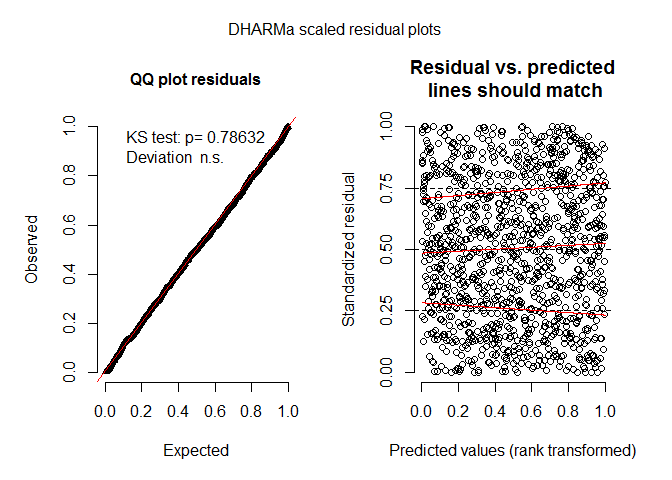 DHARMa scaled residual plots
QQ plot residuals
KS test: p= 0.78632
Deviation n.s.
Observed
0.0 0.2 0.4 0.6 0.8 1.0
0.0 0.2 0.4 0.6 0.8 1.0
Expected
Residual vs. predicted
lines should match
Standardized residual
0.00 0.25 0.50 0.75 1.00
0.0 0.2 0.4 0.6 0.8 1.0
Predicted values (rank transformed)